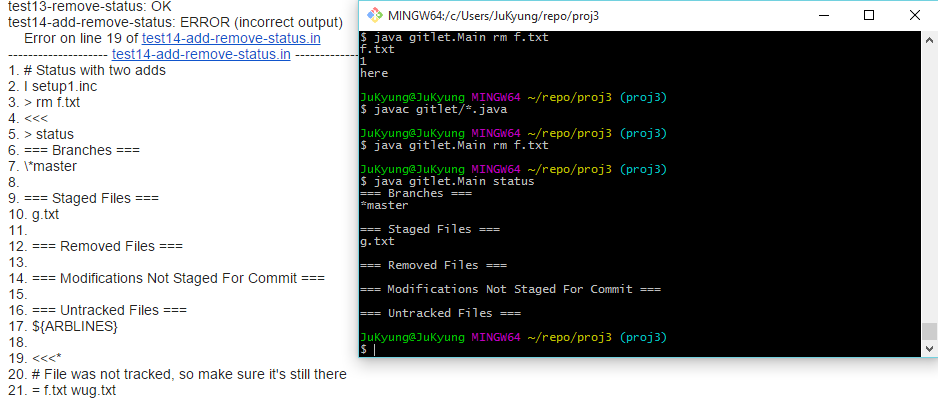 test13-remove-status: OK
test14-add-remove-status: ERROR (incorrect output)
Error on line 19 of test14-add-remove-status.in
-------------------- test14-add-remove-status.in -------------
1. # Status with two adds
2. I setup1.inc
3. > rm f.txt
4. <<<
5. > status
6. === Branches ===
7. \*master
8.
9. === Staged Files ===
10. g.txt
11.
12. === Removed Files ===
13.
14. === Modifications Not Staged For Commit ===
15.
16. === Untracked Files ===
17. ${ARBLINES}
18.
19. <<<*
20. # File was not tracked, so make sure it's still there
21. = f.txt wug.txt
MINGW64:/c/Users/JuKyung/repo/proj3
$ java gitlet.Main rm f.txt
f.txt
1
here
JuKyung@JuKyung MINGW64 ~/repo/proj3 (proj3)
$ javac gitlet/*.java
JuKyung@JuKyung MINGW64 ~/repo/proj3 (proj3)
$ java gitlet.Main rm f.txt
JuKyung@JuKyung MINGW64 ~/repo/proj3 (proj3)
$ java gitlet.Main status
=== Branches ===
*master
=== Staged Files ===
g.txt
=== Removed Files ===
=== Modifications Not Staged For Commit ===
=== Untracked Files ===
JuKyung@JuKyung MINGW64 ~/repo/proj3 (proj3)
$